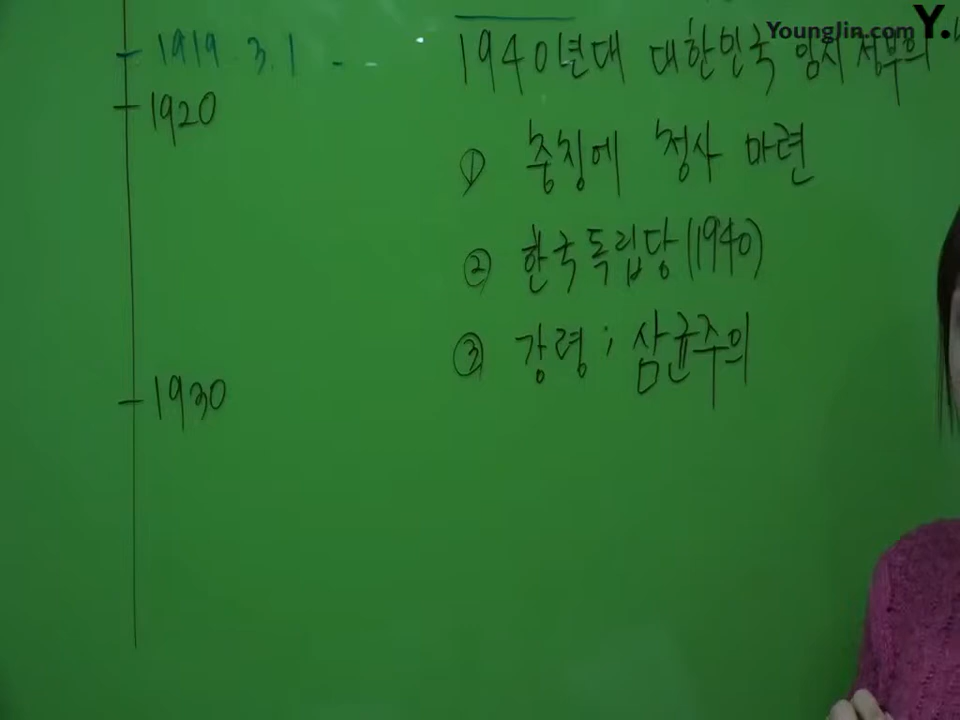 YoungJin.com Y.
1919 3.1
1920
1930
1940년대 대한민국 임시 정부의
① 충칭에 청사 마련
② 한국독립당(1940)
③ 강령; 삼균주의